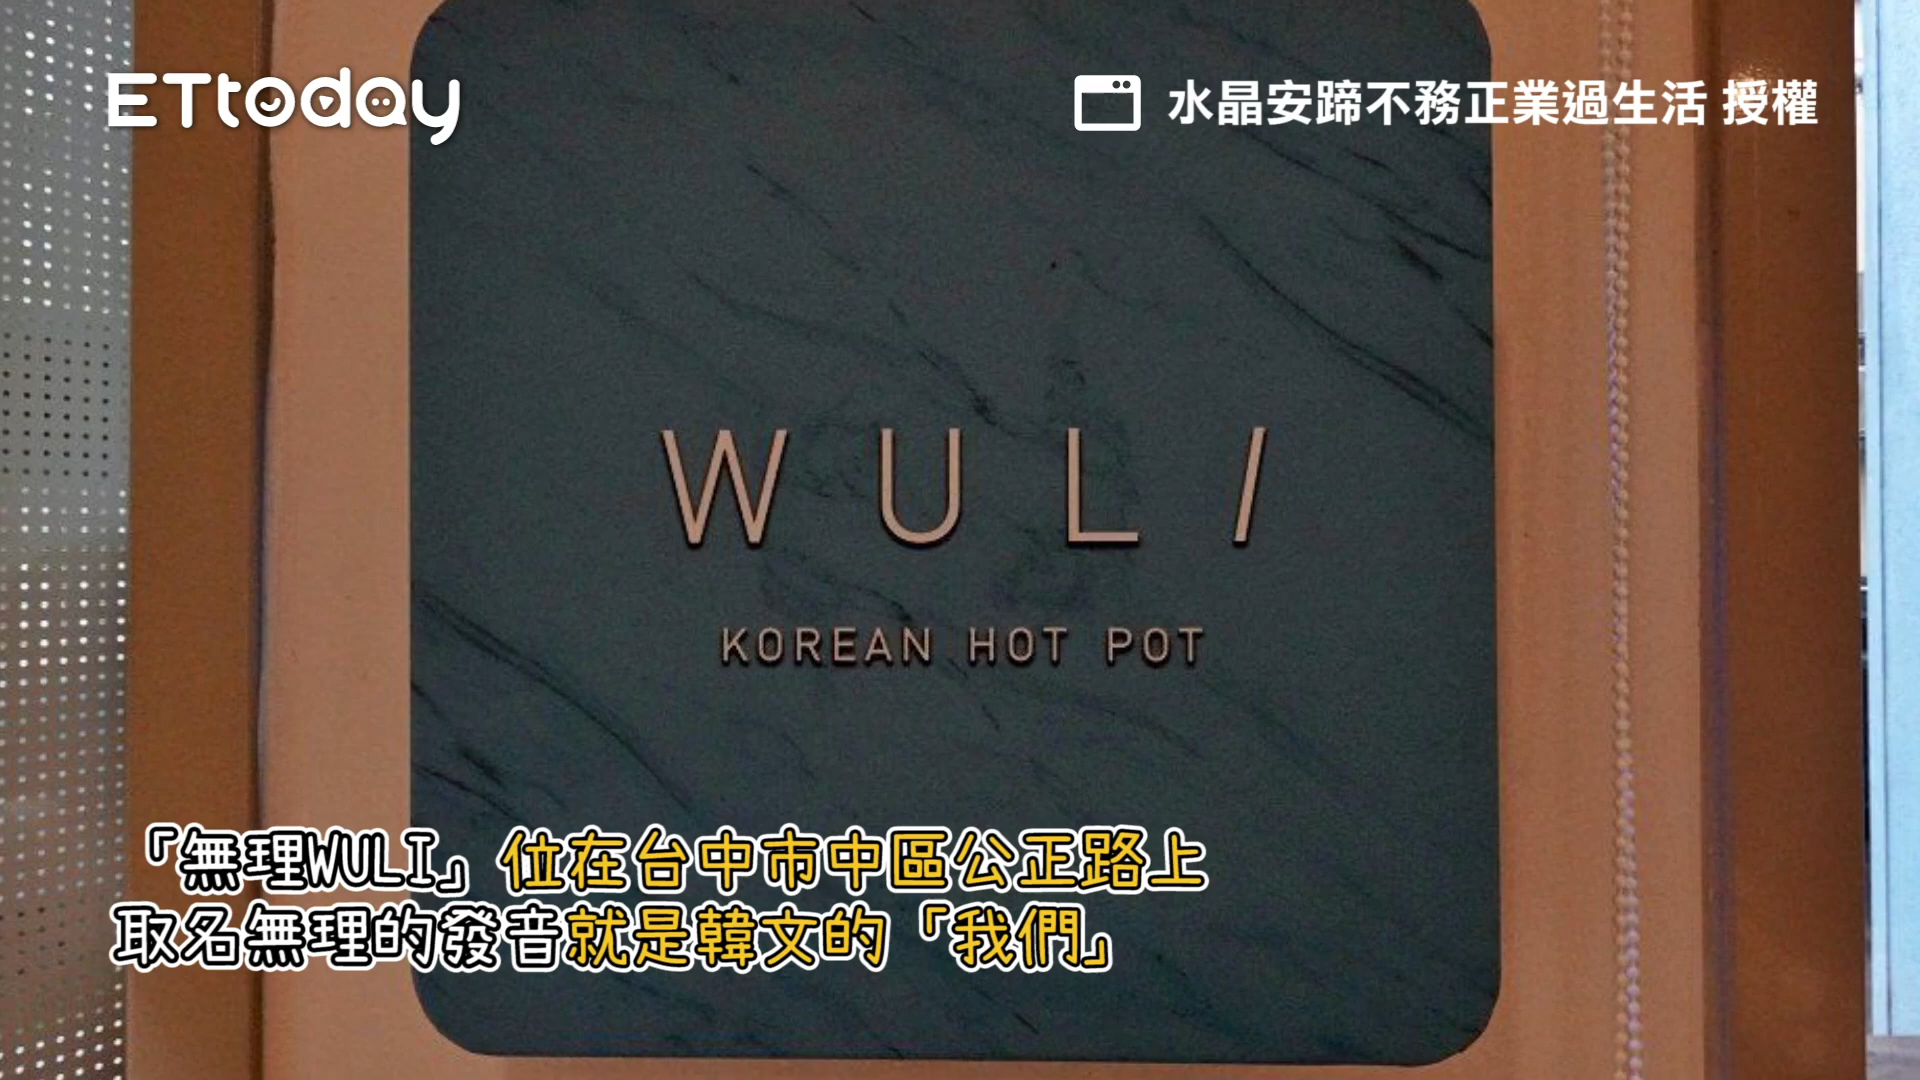 ETtoday
水晶安蹄不務正業過生活 授權
WULI
KOREAN HOT POT
「無理WULI」位在台中市中區公正路上
取名無理的發音就是韓文的「我們」